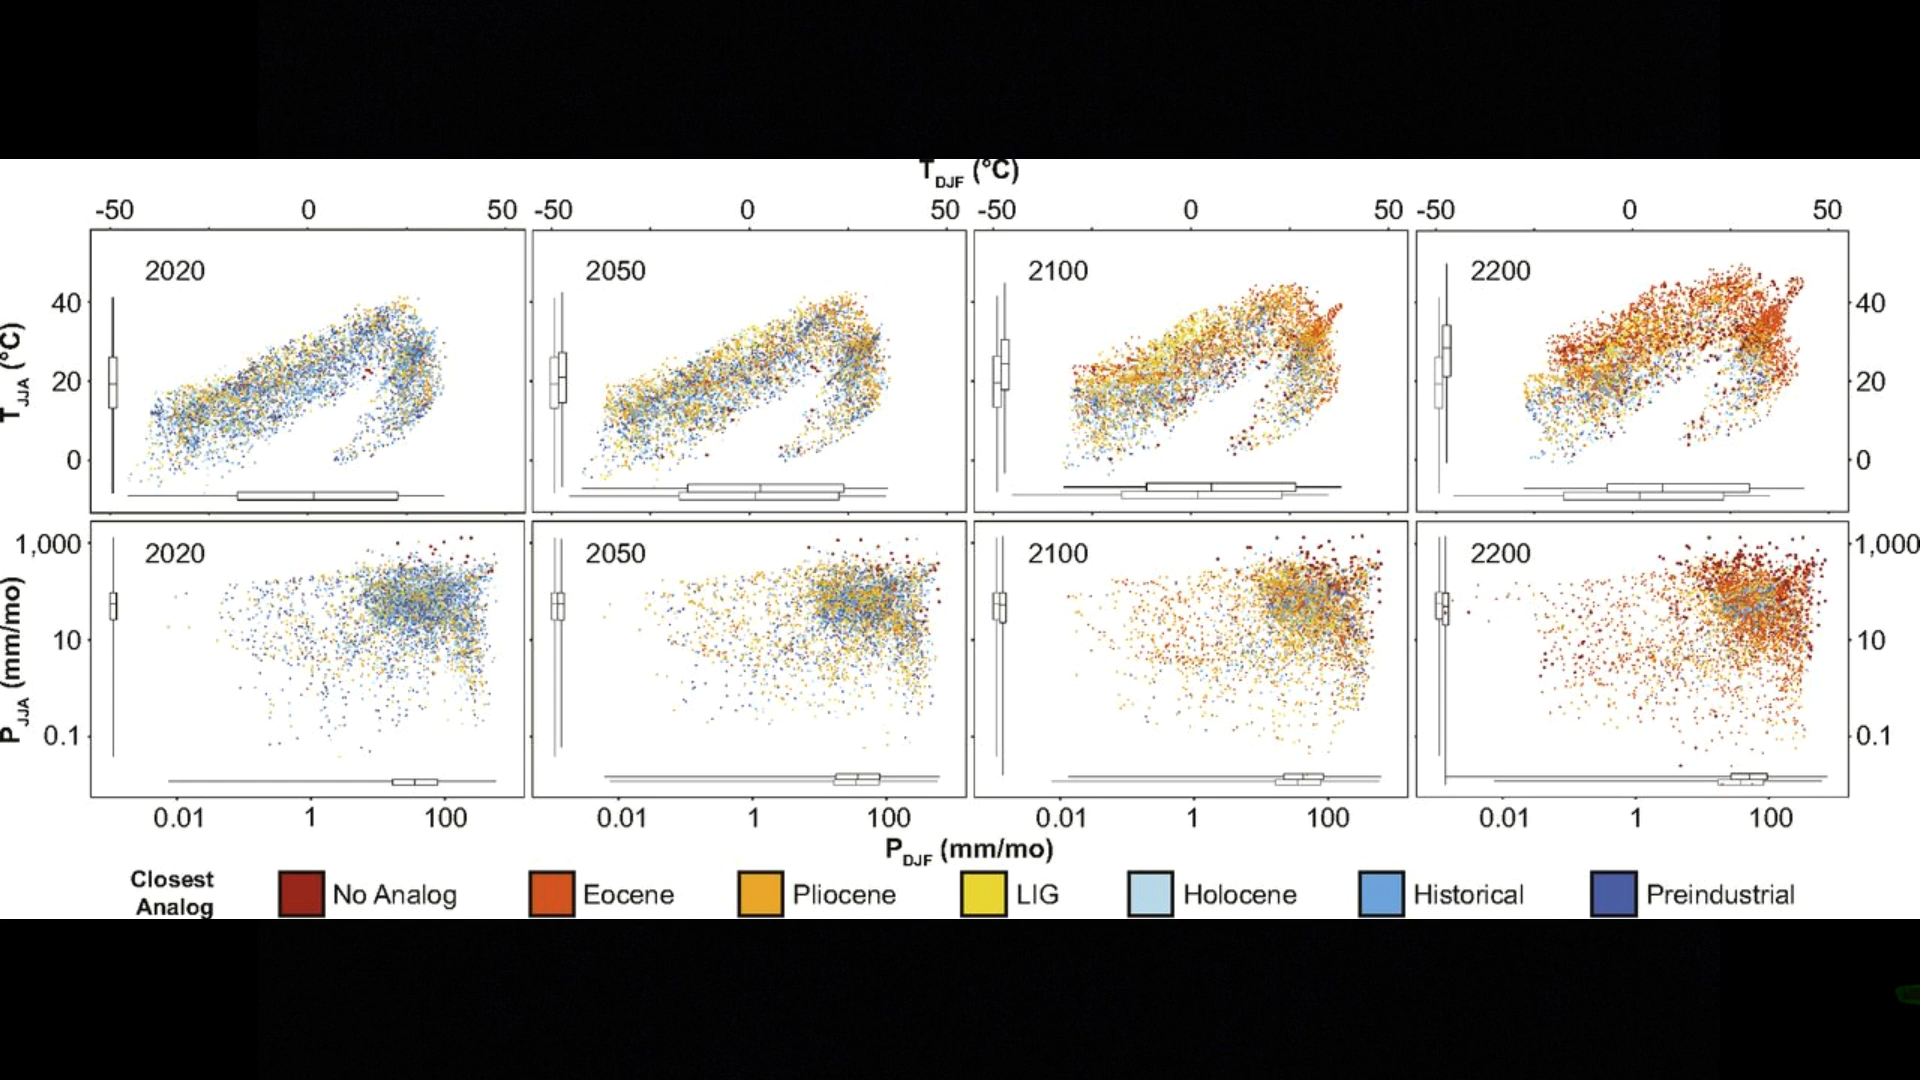 T DJF (°C)
-50 0 50 -50 0 50 -50 0 50 -50 0 50
2020 2050 2100 2200
40 40
20 20
0 0
T JJA (°C)
1,000 2020 2050 2100 2200 1,000
10 10
0.1 0.1
P JJA (mm/mo)
0.01 1 100 0.01 1 100 0.01 1 100 0.01 1 100
P DJF (mm/mo)
Closest
Analog
No Analog Eocene Pliocene LIG Holocene Historical Preindustrial